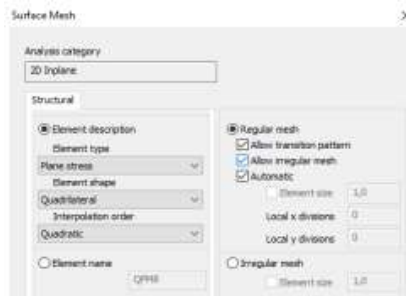 Surface Mesh
Analysis category
2D Inplane
Structural
Element description
Element type
Plane stress
Element shape
Quadrilateral
Interpolation order
Quadratic
Element name
QPM8
Regular mesh
Allow transition pattern
Allow irregular mesh
Automatic
Element size 1,0
Local x divisions 0
Local y divisions 0
Irregular mesh
Element size 1,0